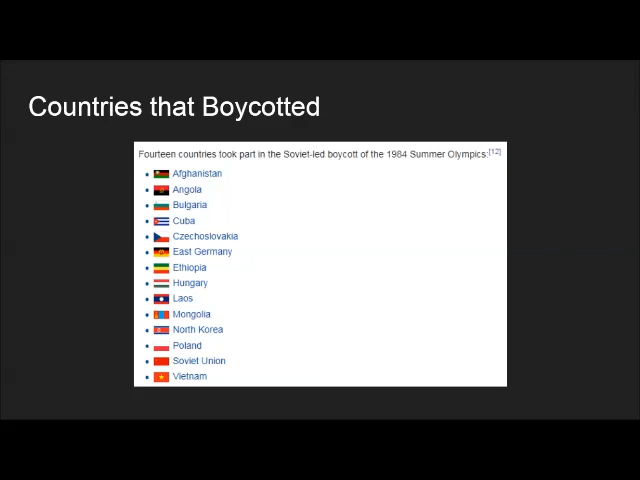 Countries that Boycotted
Fourteen countries took part in the Soviet-led boycott of the 1984 Summer Olympics:[12]
Afghanistan
Angola
Bulgaria
Cuba
Czechoslovakia
East Germany
Ethiopia
Hungary
Laos
Mongolia
North Korea
Poland
Soviet Union
Vietnam